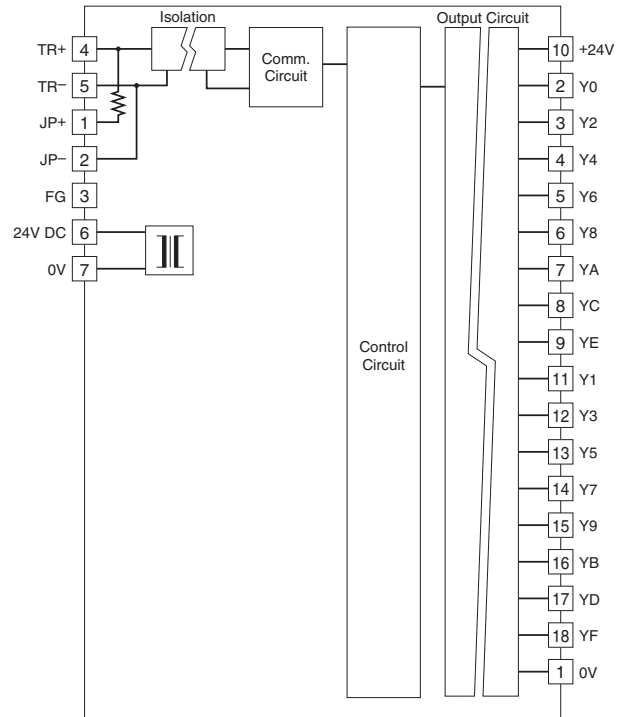 Isolation
Output Circuit
TR+ 4
TR− 5
JP+ 1
JP− 2
FG 3
24V DC 6
0V 7
Comm.
Circuit
Control
Circuit
10 +24V
2 Y0
3 Y2
4 Y4
5 Y6
6 Y8
7 YA
8 YC
9 YE
11 Y1
12 Y3
13 Y5
14 Y7
15 Y9
16 YB
17 YD
18 YF
1 0V